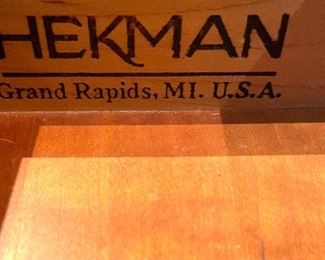 HEKMAN
Grand Rapids, MI. U.S.A.